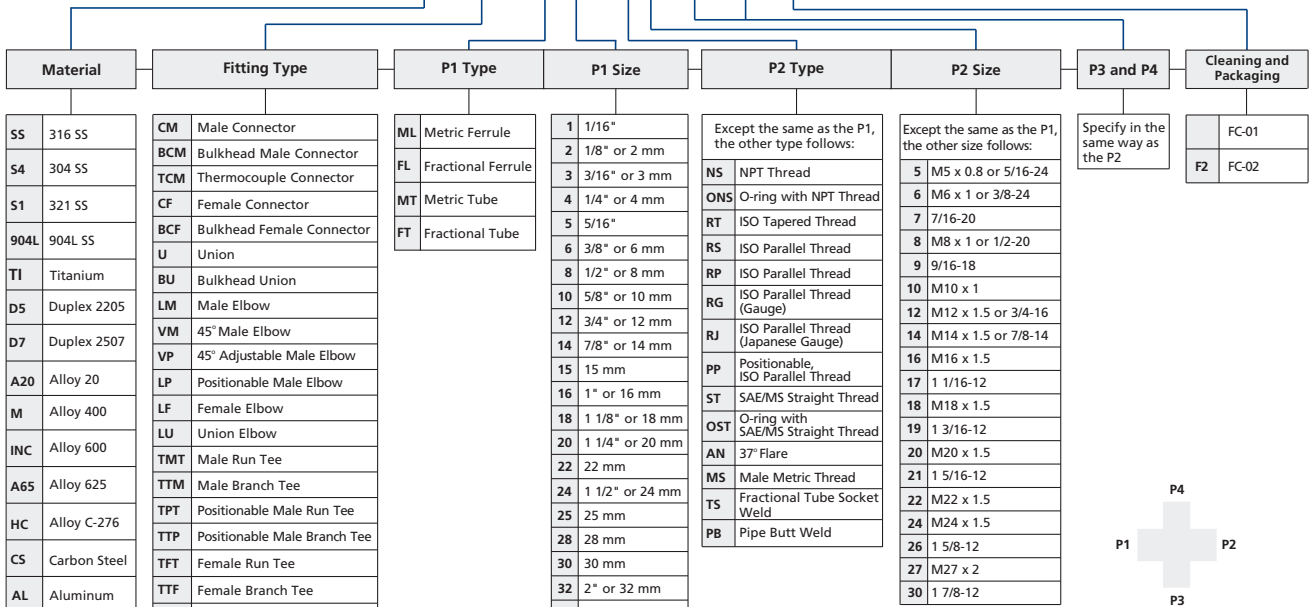 Material
Fitting Type
P1 Type
P1 Size
P2 Type
P2 Size
P3 and P4
Cleaning and
Packaging
SS 316 SS
S4 304 SS
S1 321 SS
904L 904L SS
TI Titanium
D5 Duplex 2205
D7 Duplex 2507
A20 Alloy 20
M Alloy 400
INC Alloy 600
A65 Alloy 625
HC Alloy C-276
CS Carbon Steel
AL Aluminum
CM Male Connector
BCM Bulkhead Male Connector
TCM Thermocouple Connector
CF Female Connector
BCF Bulkhead Female Connector
U Union
BU Bulkhead Union
LM Male Elbow
VM 45° Male Elbow
VP 45° Adjustable Male Elbow
LP Positionable Male Elbow
LF Female Elbow
LU Union Elbow
TMT Male Run Tee
TTM Male Branch Tee
TPT Positionable Male Run Tee
TTP Positionable Male Branch Tee
TFT Female Run Tee
TTF Female Branch Tee
ML Metric Ferrule
FL Fractional Ferrule
MT Metric Tube
FT Fractional Tube
1 1/16"
2 1/8" or 2 mm
3 3/16" or 3 mm
4 1/4" or 4 mm
5 5/16"
6 3/8" or 6 mm
8 1/2" or 8 mm
10 5/8" or 10 mm
12 3/4" or 12 mm
14 7/8" or 14 mm
15 15 mm
16 1" or 16 mm
18 1 1/8" or 18 mm
20 1 1/4" or 20 mm
22 22 mm
24 1 1/2" or 24 mm
25 25 mm
28 28 mm
30 30 mm
32 2" or 32 mm
Except the same as the P1,
the other type follows:
NS NPT Thread
ONS O-ring with NPT Thread
RT ISO Tapered Thread
RS ISO Parallel Thread
RP ISO Parallel Thread
RG ISO Parallel Thread
(Gauge)
RJ ISO Parallel Thread
(Japanese Gauge)
PP Positionable,
ISO Parallel Thread
ST SAE/MS Straight Thread
OST O-ring with
SAE/MS Straight Thread
AN 37° Flare
MS Male Metric Thread
TS Fractional Tube Socket
Weld
PB Pipe Butt Weld
Except the same as the P1,
the other size follows:
5 M5 x 0.8 or 5/16-24
6 M6 x 1 or 3/8-24
7 7/16-20
8 M8 x 1 or 1/2-20
9 9/16-18
10 M10 x 1
12 M12 x 1.5 or 3/4-16
14 M14 x 1.5 or 7/8-14
16 M16 x 1.5
17 1 1/16-12
18 M18 x 1.5
19 1 3/16-12
20 M20 x 1.5
21 1 5/16-12
22 M22 x 1.5
24 M24 x 1.5
26 1 5/8-12
27 M27 x 2
30 1 7/8-12
Specify in the
same way as
the P2
FC-01
F2 FC-02
P4
P1 P2
P3